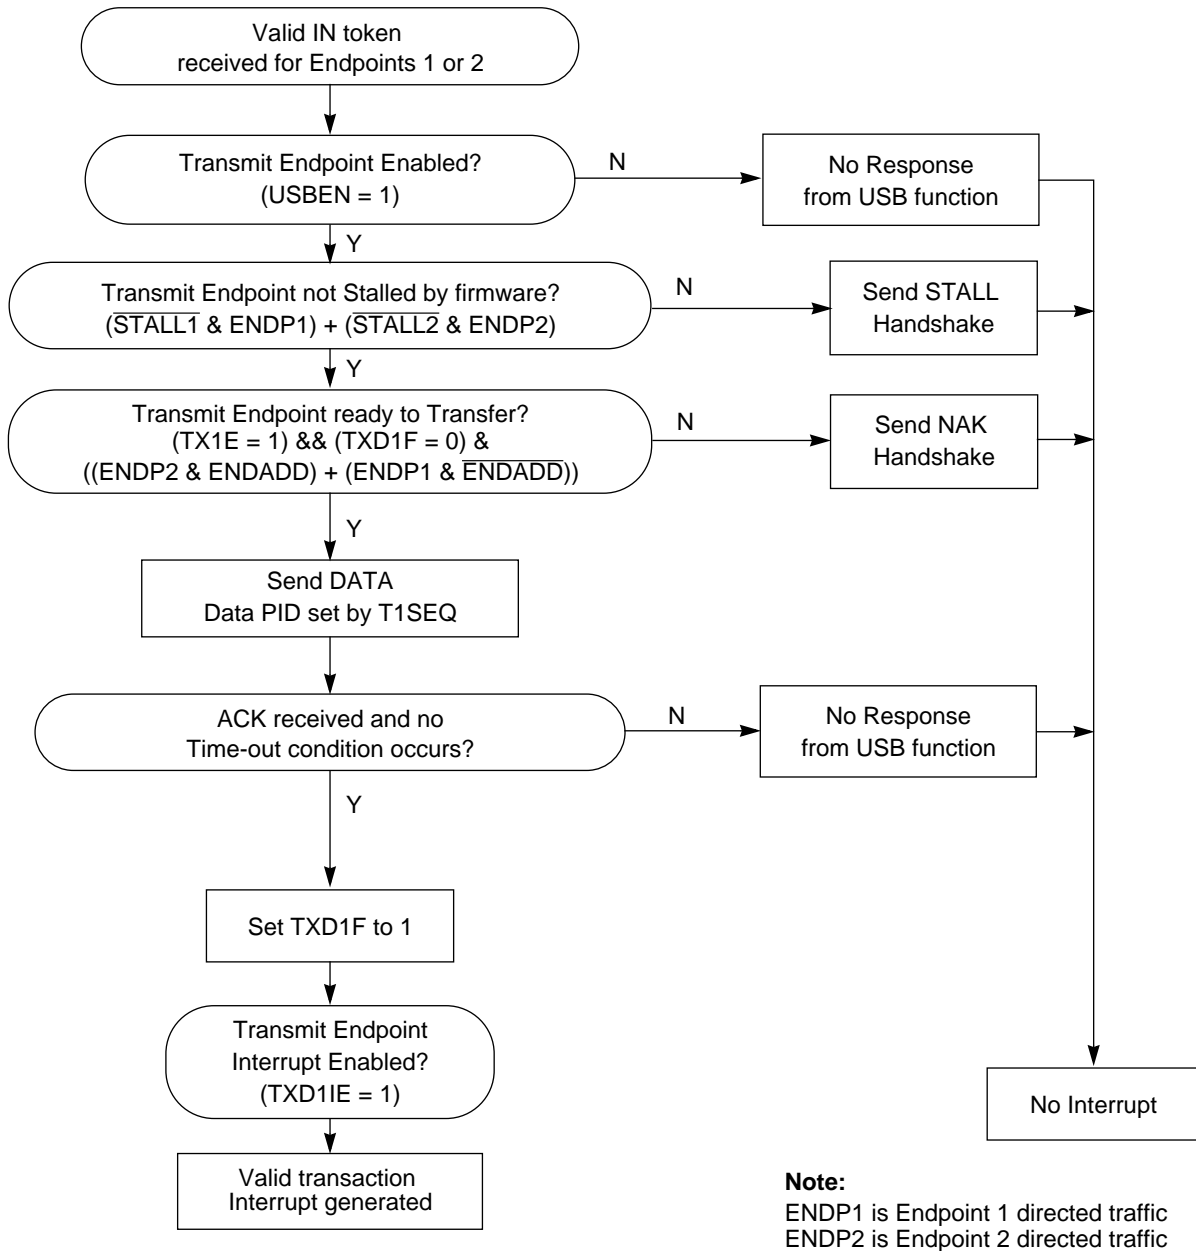 Valid IN token
received for Endpoints 1 or 2
Transmit Endpoint Enabled?
(USBEN = 1)
N
No Response
from USB function
Y
Transmit Endpoint not Stalled by firmware?
(S̅T̅A̅L̅L̅1̅ & ENDP1) + (S̅T̅A̅L̅L̅2̅ & ENDP2)
N
Send STALL
Handshake
Y
Transmit Endpoint ready to Transfer?
(TX1E = 1) && (TXD1F = 0) &
((ENDP2 & ENDADD) + (ENDP1 & E̅N̅D̅A̅D̅D̅))
N
Send NAK
Handshake
Y
Send DATA
Data PID set by T1SEQ
ACK received and no
Time-out condition occurs?
N
No Response
from USB function
Y
Set TXD1F to 1
Transmit Endpoint
Interrupt Enabled?
(TXD1IE = 1)
No Interrupt
Valid transaction
Interrupt generated
Note:
ENDP1 is Endpoint 1 directed traffic
ENDP2 is Endpoint 2 directed traffic